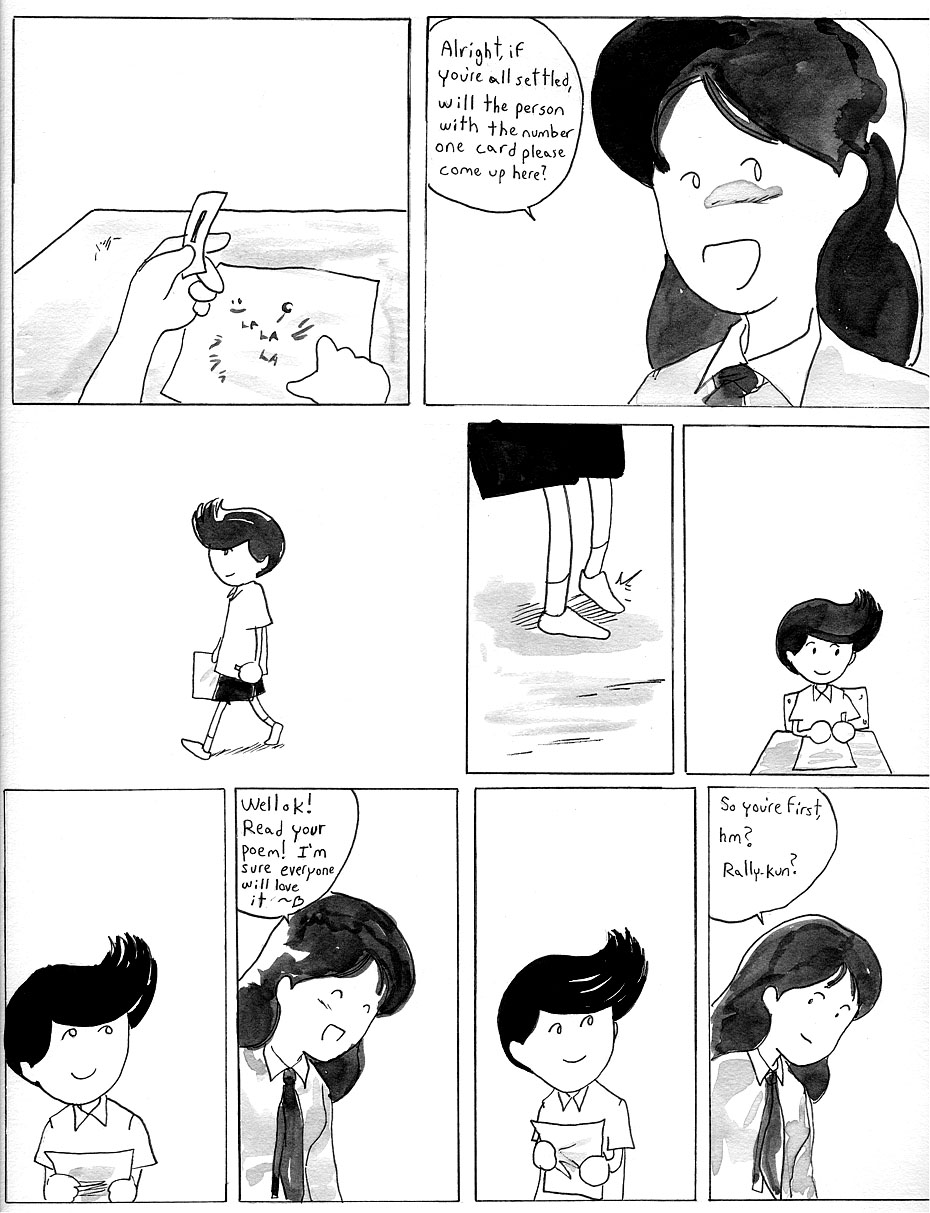 Alright, if
you're all settled,
will the person
with the number
one card please
come up here?
LA
LA
LA
So you're first,
hm?
Rally-kun?
Well ok!
Read your
poem! I'm
sure everyone
will love
it ~♡